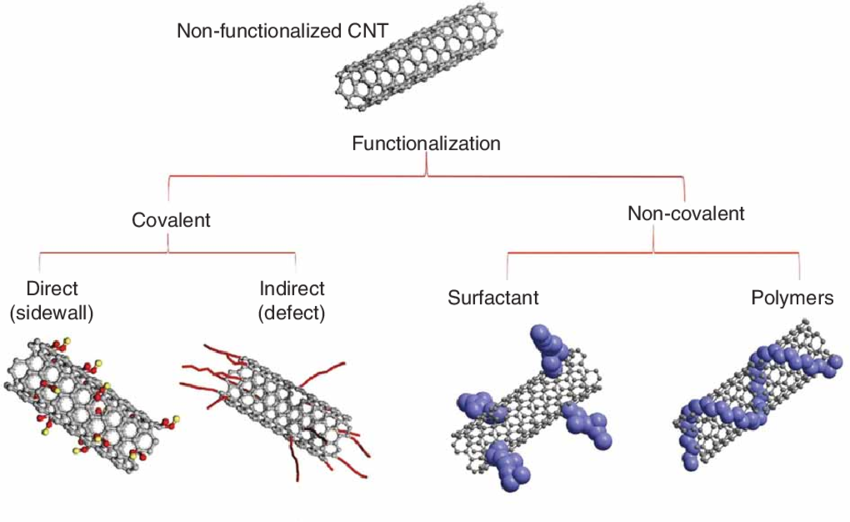 Non-functionalized CNT
Functionalization
Covalent
Non-covalent
Direct
(sidewall)
Indirect
(defect)
Surfactant
Polymers